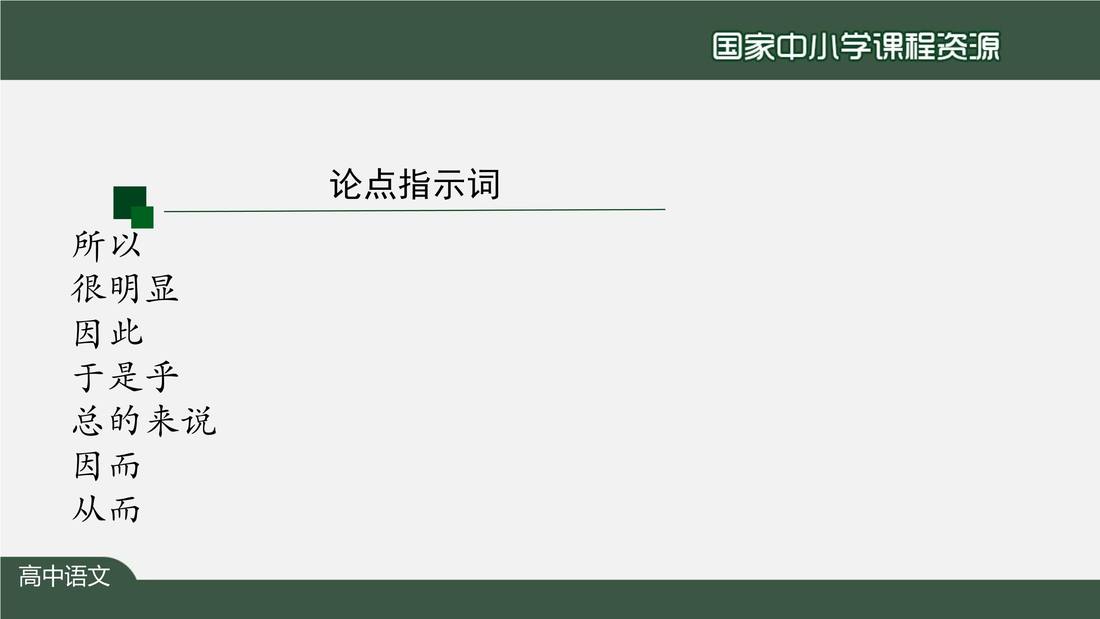 国家中小学课程资源
论点指示词
所以
很明显
因此
于是乎
总的来说
因而
从而
高中语文